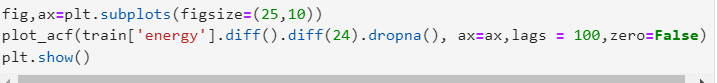 fig,ax=plt.subplots(figsize=(25,10))
plot_acf(train['energy'].diff().diff(24).dropna(), ax=ax,lags = 100,zero=False)
plt.show()